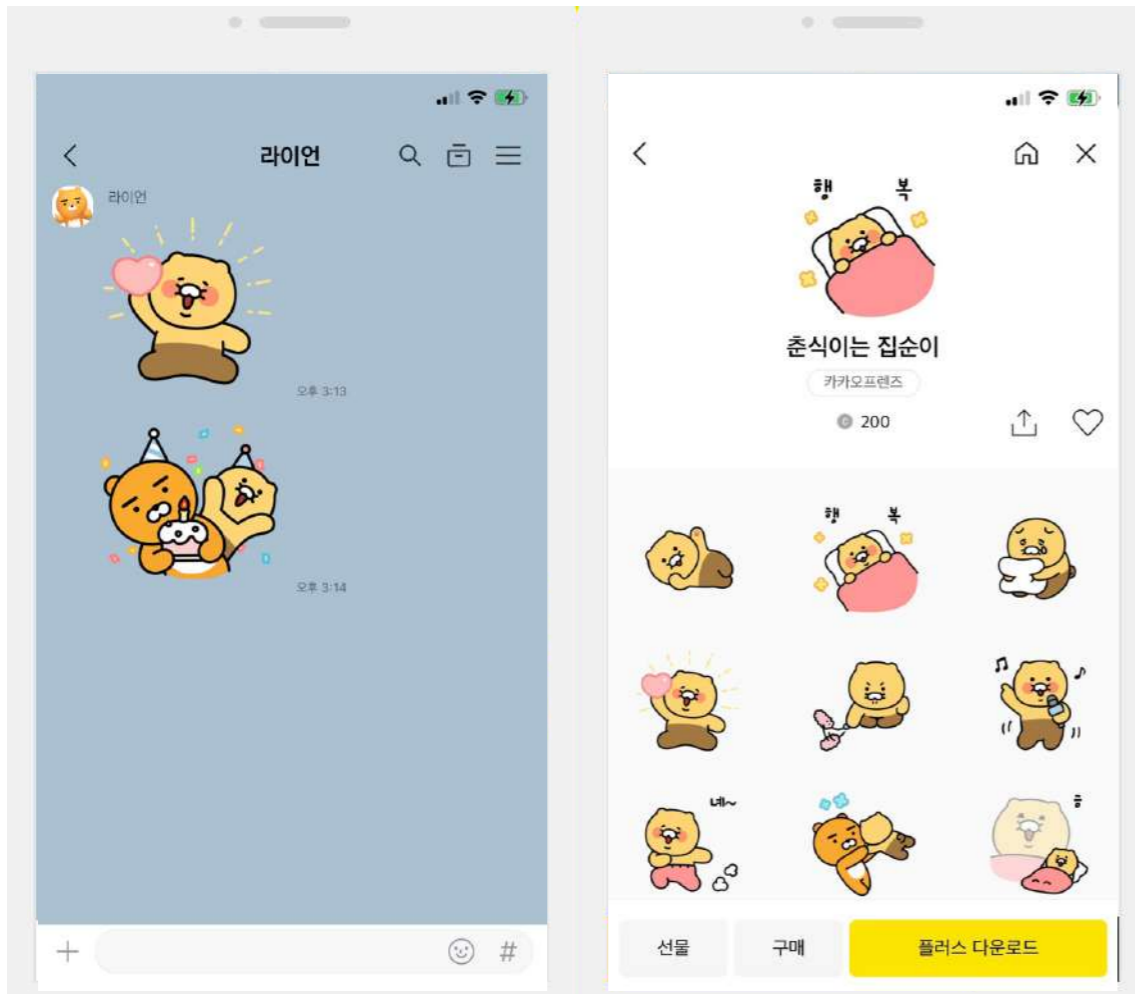 라이언
라이언
오후 3:13
오후 3:14
#
행 복
춘식이는 집순이
카카오프렌즈
C 200
행 복
네~
흥
선물
구매
플러스 다운로드